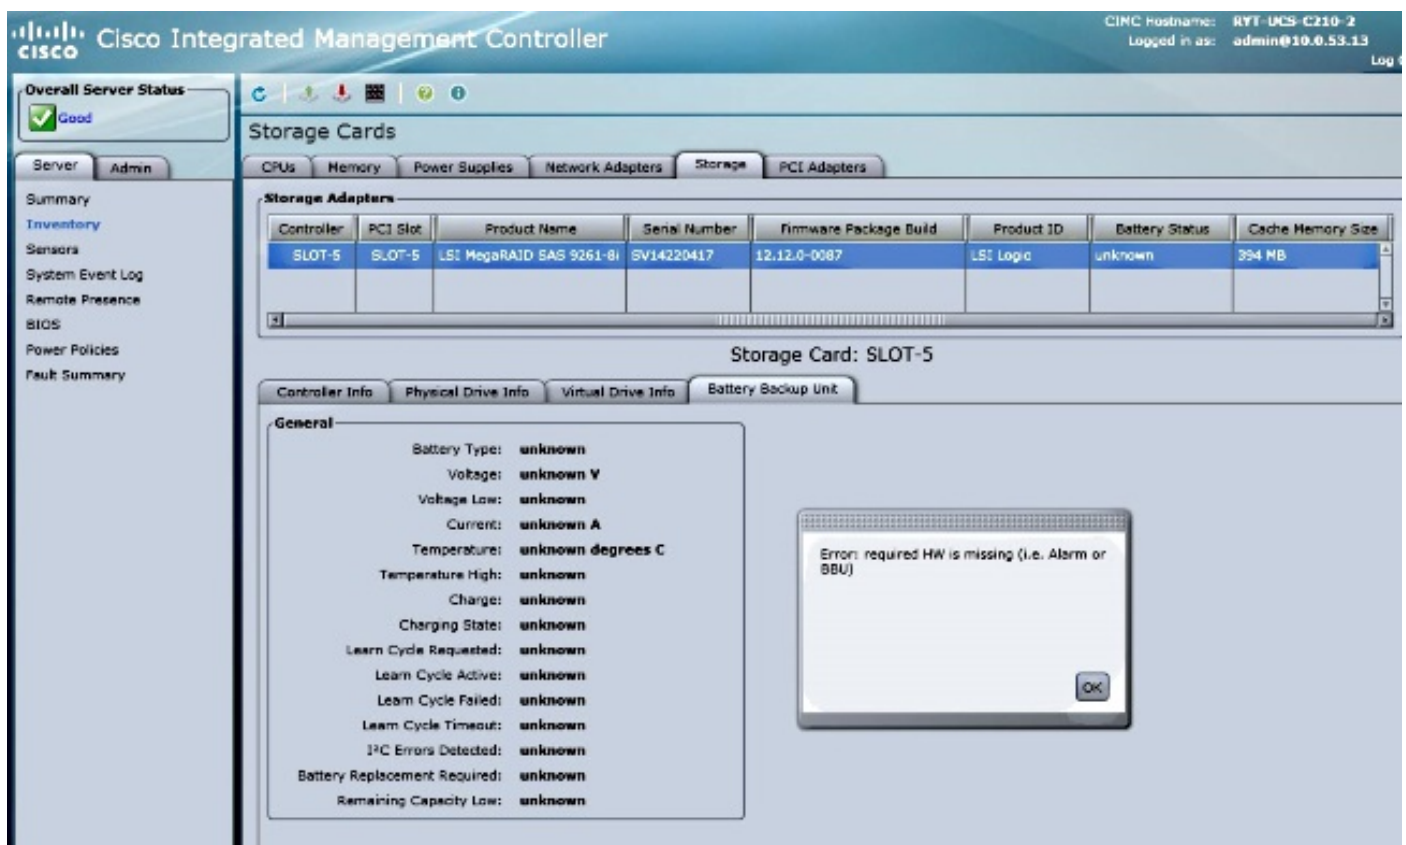 CISCO
Cisco Integrated Management Controller
CIMC Hostname: RYT-UCS-C210-2
Logged in as: admin@10.0.53.13
Log
Overall Server Status
Good
Server Admin
Summary
Inventory
Sensors
System Event Log
Remote Presence
BIOS
Power Policies
Fault Summary
Storage Cards
CPUs Memory Power Supplies Network Adapters Storage PCI Adapters
Storage Adapters
Controller PCI Slot Product Name Serial Number Firmware Package Build Product ID Battery Status Cache Memory Size
SLOT-5 SLOT-5 LSI MegaRAID SAS 9261-8i SV14220417 12.12.0-0087 LSI Logic unknown 394 MB
Storage Card: SLOT-5
Controller Info Physical Drive Info Virtual Drive Info Battery Backup Unit
General
Battery Type: unknown
Voltage: unknown V
Voltage Low: unknown
Current: unknown A
Temperature: unknown degrees C
Temperature High: unknown
Charge: unknown
Charging State: unknown
Learn Cycle Requested: unknown
Learn Cycle Active: unknown
Learn Cycle Failed: unknown
Learn Cycle Timeout: unknown
I²C Errors Detected: unknown
Battery Replacement Required: unknown
Remaining Capacity Low: unknown
Error: required HW is missing (i.e. Alarm or
BBU)
OK